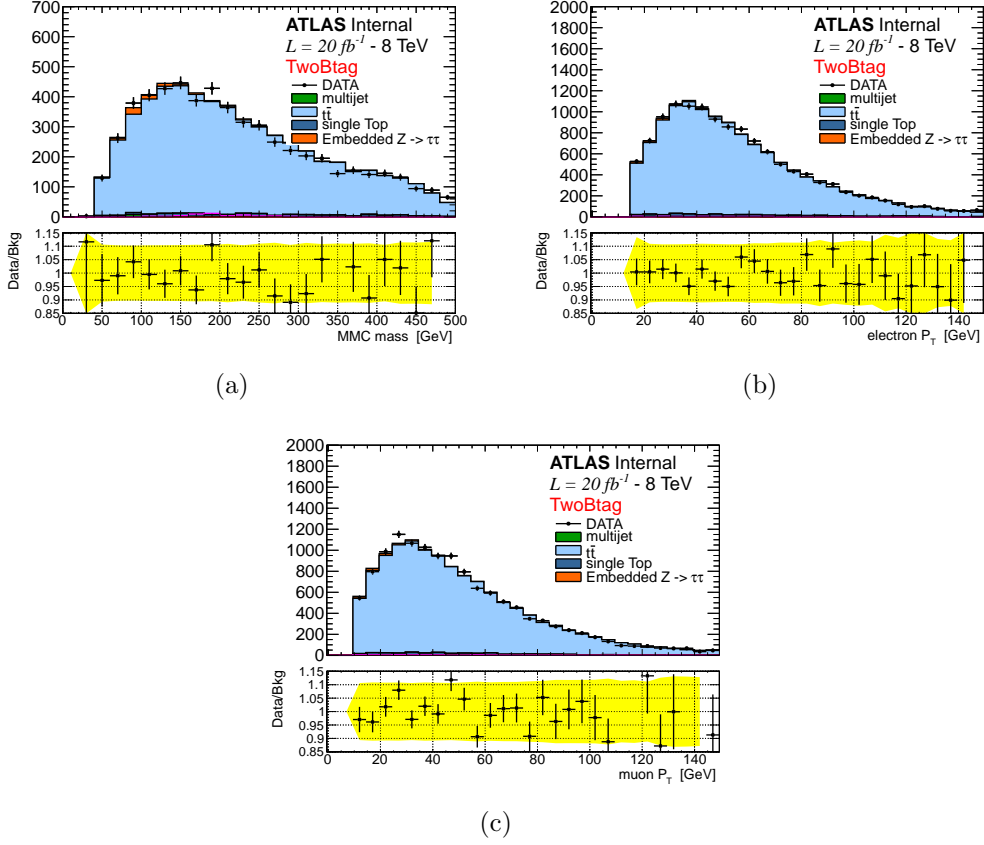 700
600
500
400
300
200
100
0
ATLAS Internal
L = 20 fb⁻¹ - 8 TeV
TwoBtag
DATA
multijet
tt̄
single Top
Embedded Z -> ττ
Data/Bkg
1.15
1.1
1.05
1
0.95
0.9
0.85
0 50 100 150 200 250 300 350 400 450 500
MMC mass [GeV]
(a)
2000
1800
1600
1400
1200
1000
800
600
400
200
0
ATLAS Internal
L = 20 fb⁻¹ - 8 TeV
TwoBtag
DATA
multijet
tt̄
single Top
Embedded Z -> ττ
Data/Bkg
1.15
1.1
1.05
1
0.95
0.9
0.85
0 20 40 60 80 100 120 140
electron P_T [GeV]
(b)
2000
1800
1600
1400
1200
1000
800
600
400
200
0
ATLAS Internal
L = 20 fb⁻¹ - 8 TeV
TwoBtag
DATA
multijet
tt̄
single Top
Embedded Z -> ττ
Data/Bkg
1.15
1.1
1.05
1
0.95
0.9
0.85
0 20 40 60 80 100 120 140
muon P_T [GeV]
(c)